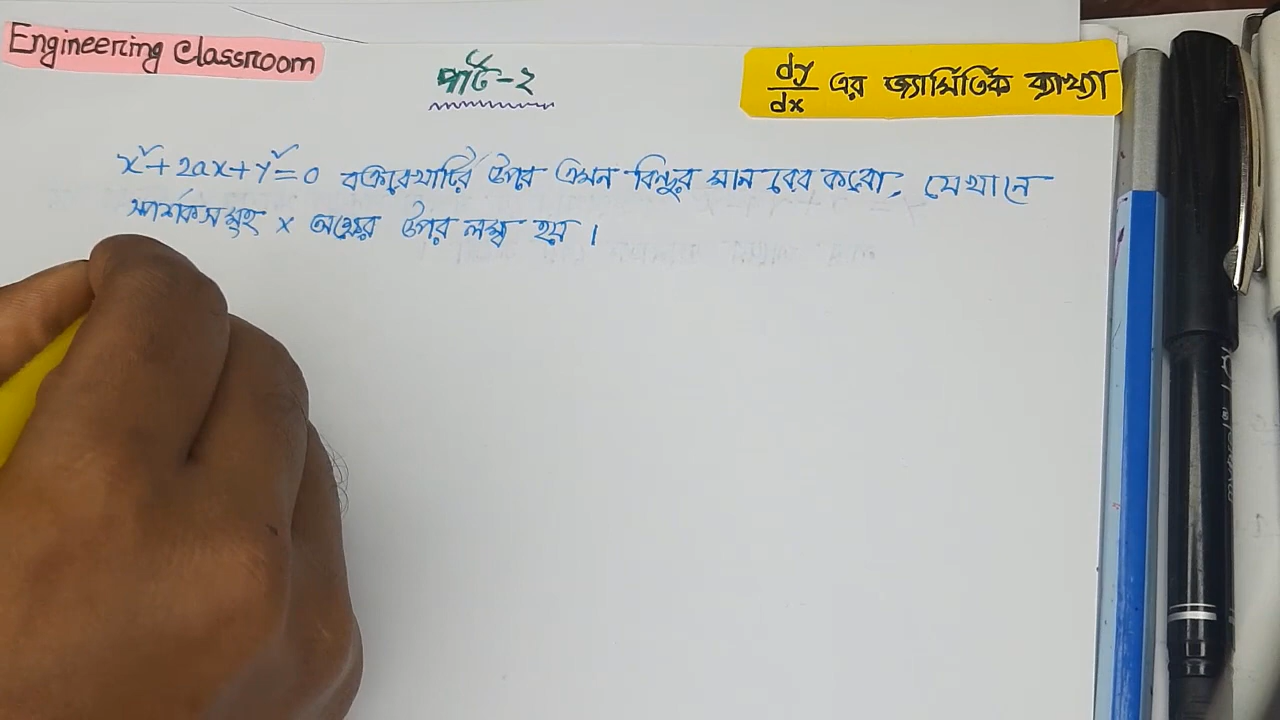 Engineering Classroom
পার্ট-২
dy/dx এর জ্যামিতিক ব্যাখ্যা
x²+2ax+y²=0 বক্ররেখাটির উপর এমন বিন্দুর মান বের করো, যেখানে
স্পর্শকসমূহ x অক্ষের উপর লম্ব হয় ।